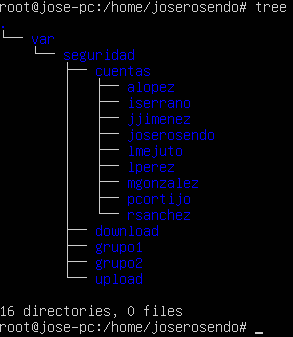 root@jose-pc:/home/joserosendo# tree
.
└── var
    └── seguridad
        ├── cuentas
        │   ├── alopez
        │   ├── iserrano
        │   ├── jjimenez
        │   ├── joserosendo
        │   ├── lmejuto
        │   ├── lperez
        │   ├── mgonzalez
        │   ├── pcontijo
        │   └── rsanchez
        ├── download
        ├── grupo1
        ├── grupo2
        └── upload

16 directories, 0 files
root@jose-pc:/home/joserosendo# _